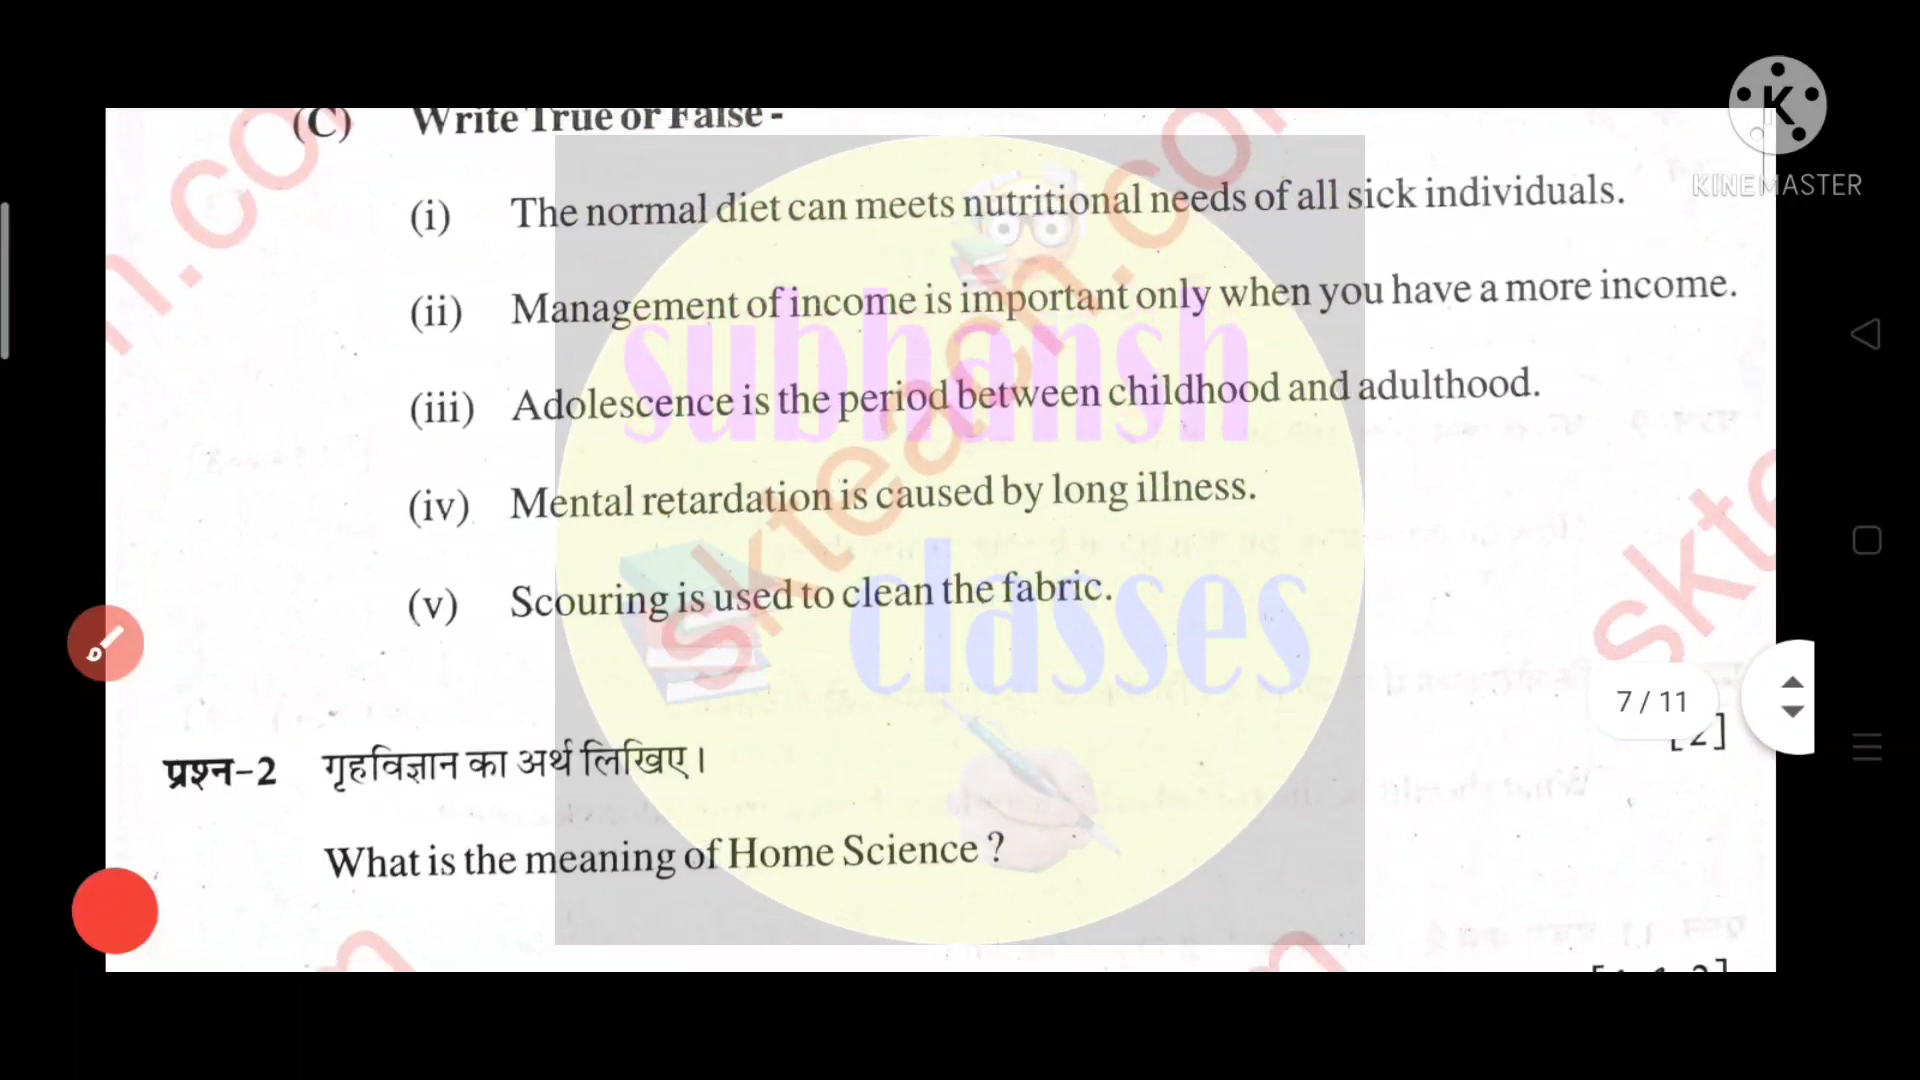 K
KINEMASTER
(C) Write True or False -
(i) The normal diet can meets nutritional needs of all sick individuals.
(ii) Management of income is important only when you have a more income.
(iii) Adolescence is the period between childhood and adulthood.
(iv) Mental retardation is caused by long illness.
(v) Scouring is used to clean the fabric.
subhansh
classes
skteach.co
7 / 11
[2]
प्रश्न-2 गृहविज्ञान का अर्थ लिखिए।
What is the meaning of Home Science ?